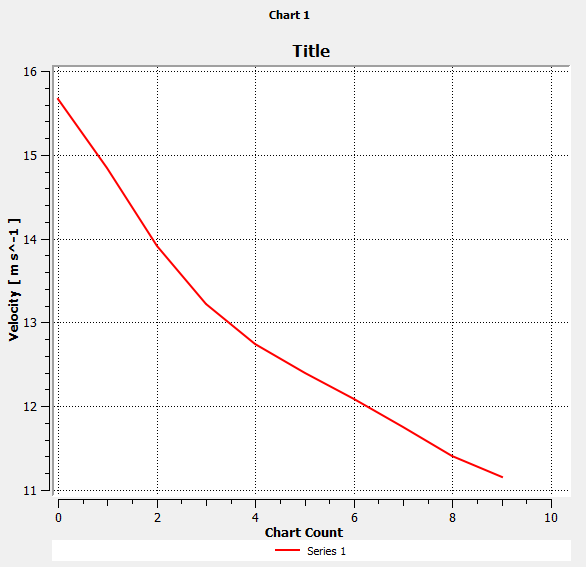 Chart 1
Title
16
15
14
13
12
11
Velocity [ m s^-1 ]
0 2 4 6 8 10
Chart Count
Series 1